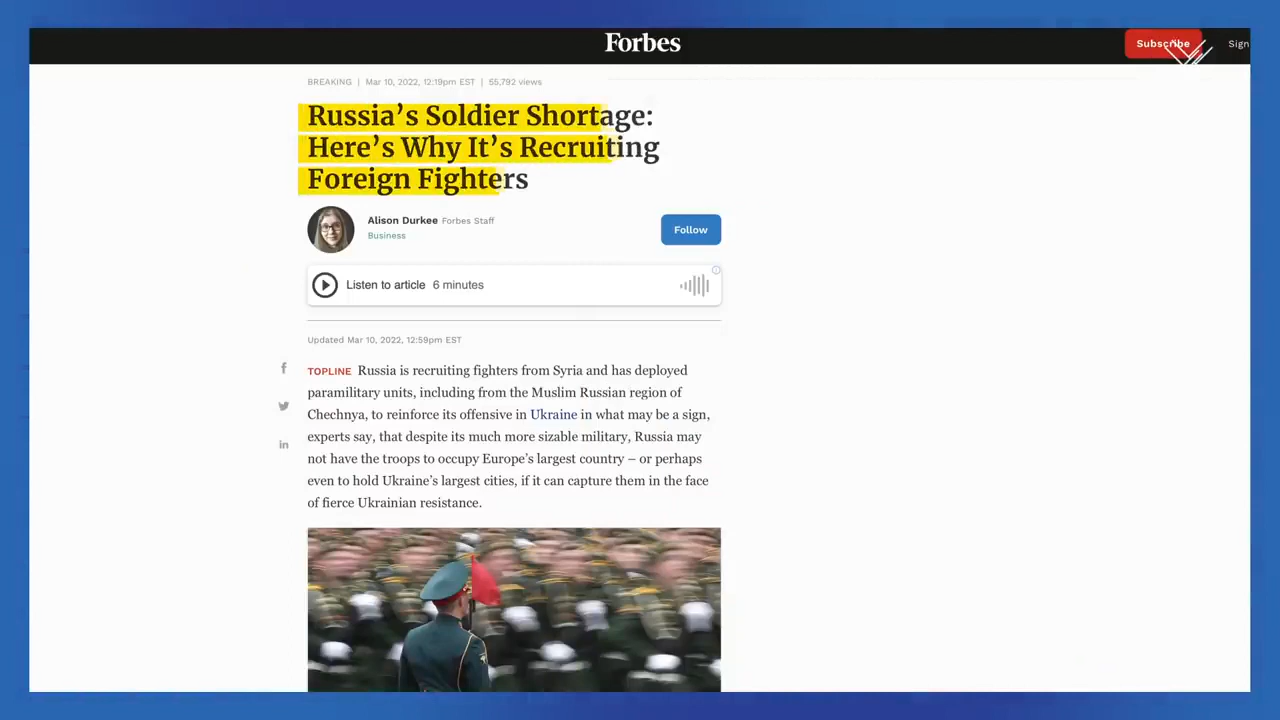 Forbes
Subscribe
Sign
BREAKING | Mar 10, 2022, 12:19pm EST | 55,792 views
Russia's Soldier Shortage:
Here's Why It's Recruiting
Foreign Fighters
Alison Durkee Forbes Staff
Business
Follow
Listen to article 6 minutes
Updated Mar 10, 2022, 12:59pm EST
TOPLINE Russia is recruiting fighters from Syria and has deployed
paramilitary units, including from the Muslim Russian region of
Chechnya, to reinforce its offensive in Ukraine in what may be a sign,
experts say, that despite its much more sizable military, Russia may
not have the troops to occupy Europe's largest country – or perhaps
even to hold Ukraine's largest cities, if it can capture them in the face
of fierce Ukrainian resistance.